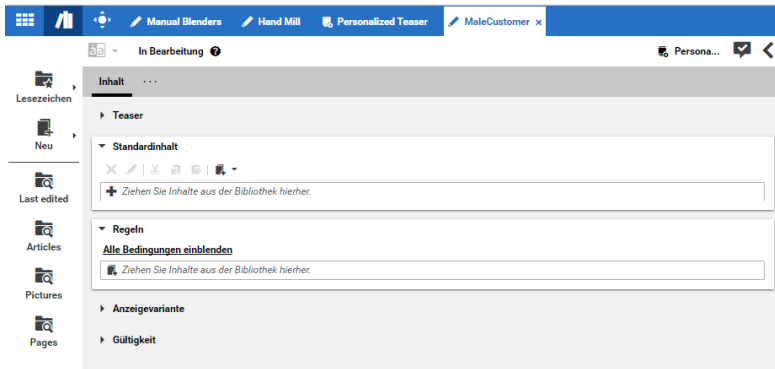 Manual Blenders
Hand Mill
Personalized Teaser
MaleCustomer ×
aa
In Bearbeitung
Persona...
Lesezeichen
Neu
Last edited
Articles
Pictures
Pages
Inhalt ...
Teaser
Standardinhalt
Ziehen Sie Inhalte aus der Bibliothek hierher.
Regeln
Alle Bedingungen einblenden
Ziehen Sie Inhalte aus der Bibliothek hierher.
Anzeigevariante
Gültigkeit